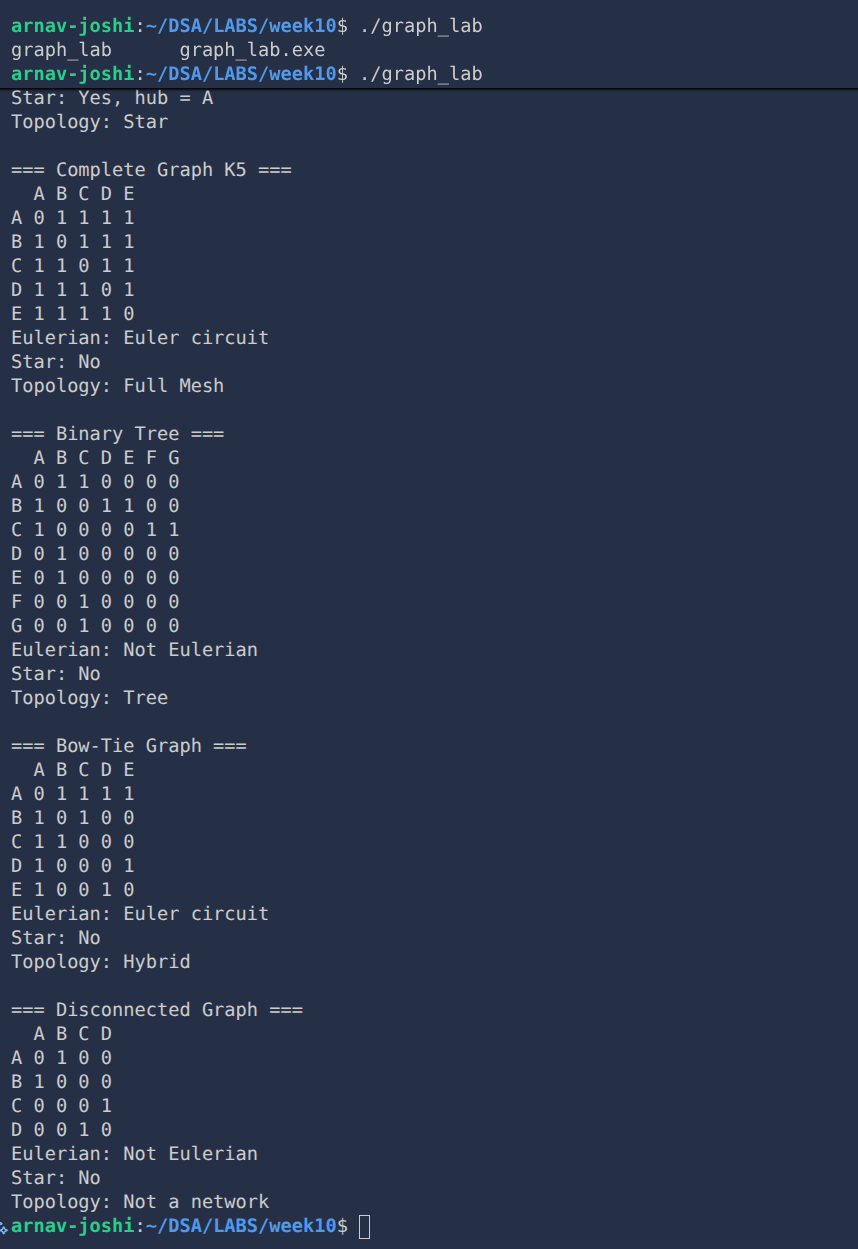 arnav-joshi:~/DSA/LABS/week10$ ./graph_lab
graph_lab      graph_lab.exe
arnav-joshi:~/DSA/LABS/week10$ ./graph_lab
Star: Yes, hub = A
Topology: Star

=== Complete Graph K5 ===
  A B C D E
A 0 1 1 1 1
B 1 0 1 1 1
C 1 1 0 1 1
D 1 1 1 0 1
E 1 1 1 1 0
Eulerian: Euler circuit
Star: No
Topology: Full Mesh

=== Binary Tree ===
  A B C D E F G
A 0 1 1 0 0 0 0
B 1 0 0 1 1 0 0
C 1 0 0 0 0 1 1
D 0 1 0 0 0 0 0
E 0 1 0 0 0 0 0
F 0 0 1 0 0 0 0
G 0 0 1 0 0 0 0
Eulerian: Not Eulerian
Star: No
Topology: Tree

=== Bow-Tie Graph ===
  A B C D E
A 0 1 1 1 1
B 1 0 1 0 0
C 1 1 0 0 0
D 1 0 0 0 1
E 1 0 0 1 0
Eulerian: Euler circuit
Star: No
Topology: Hybrid

=== Disconnected Graph ===
  A B C D
A 0 1 0 0
B 1 0 0 0
C 0 0 0 1
D 0 0 1 0
Eulerian: Not Eulerian
Star: No
Topology: Not a network
arnav-joshi:~/DSA/LABS/week10$